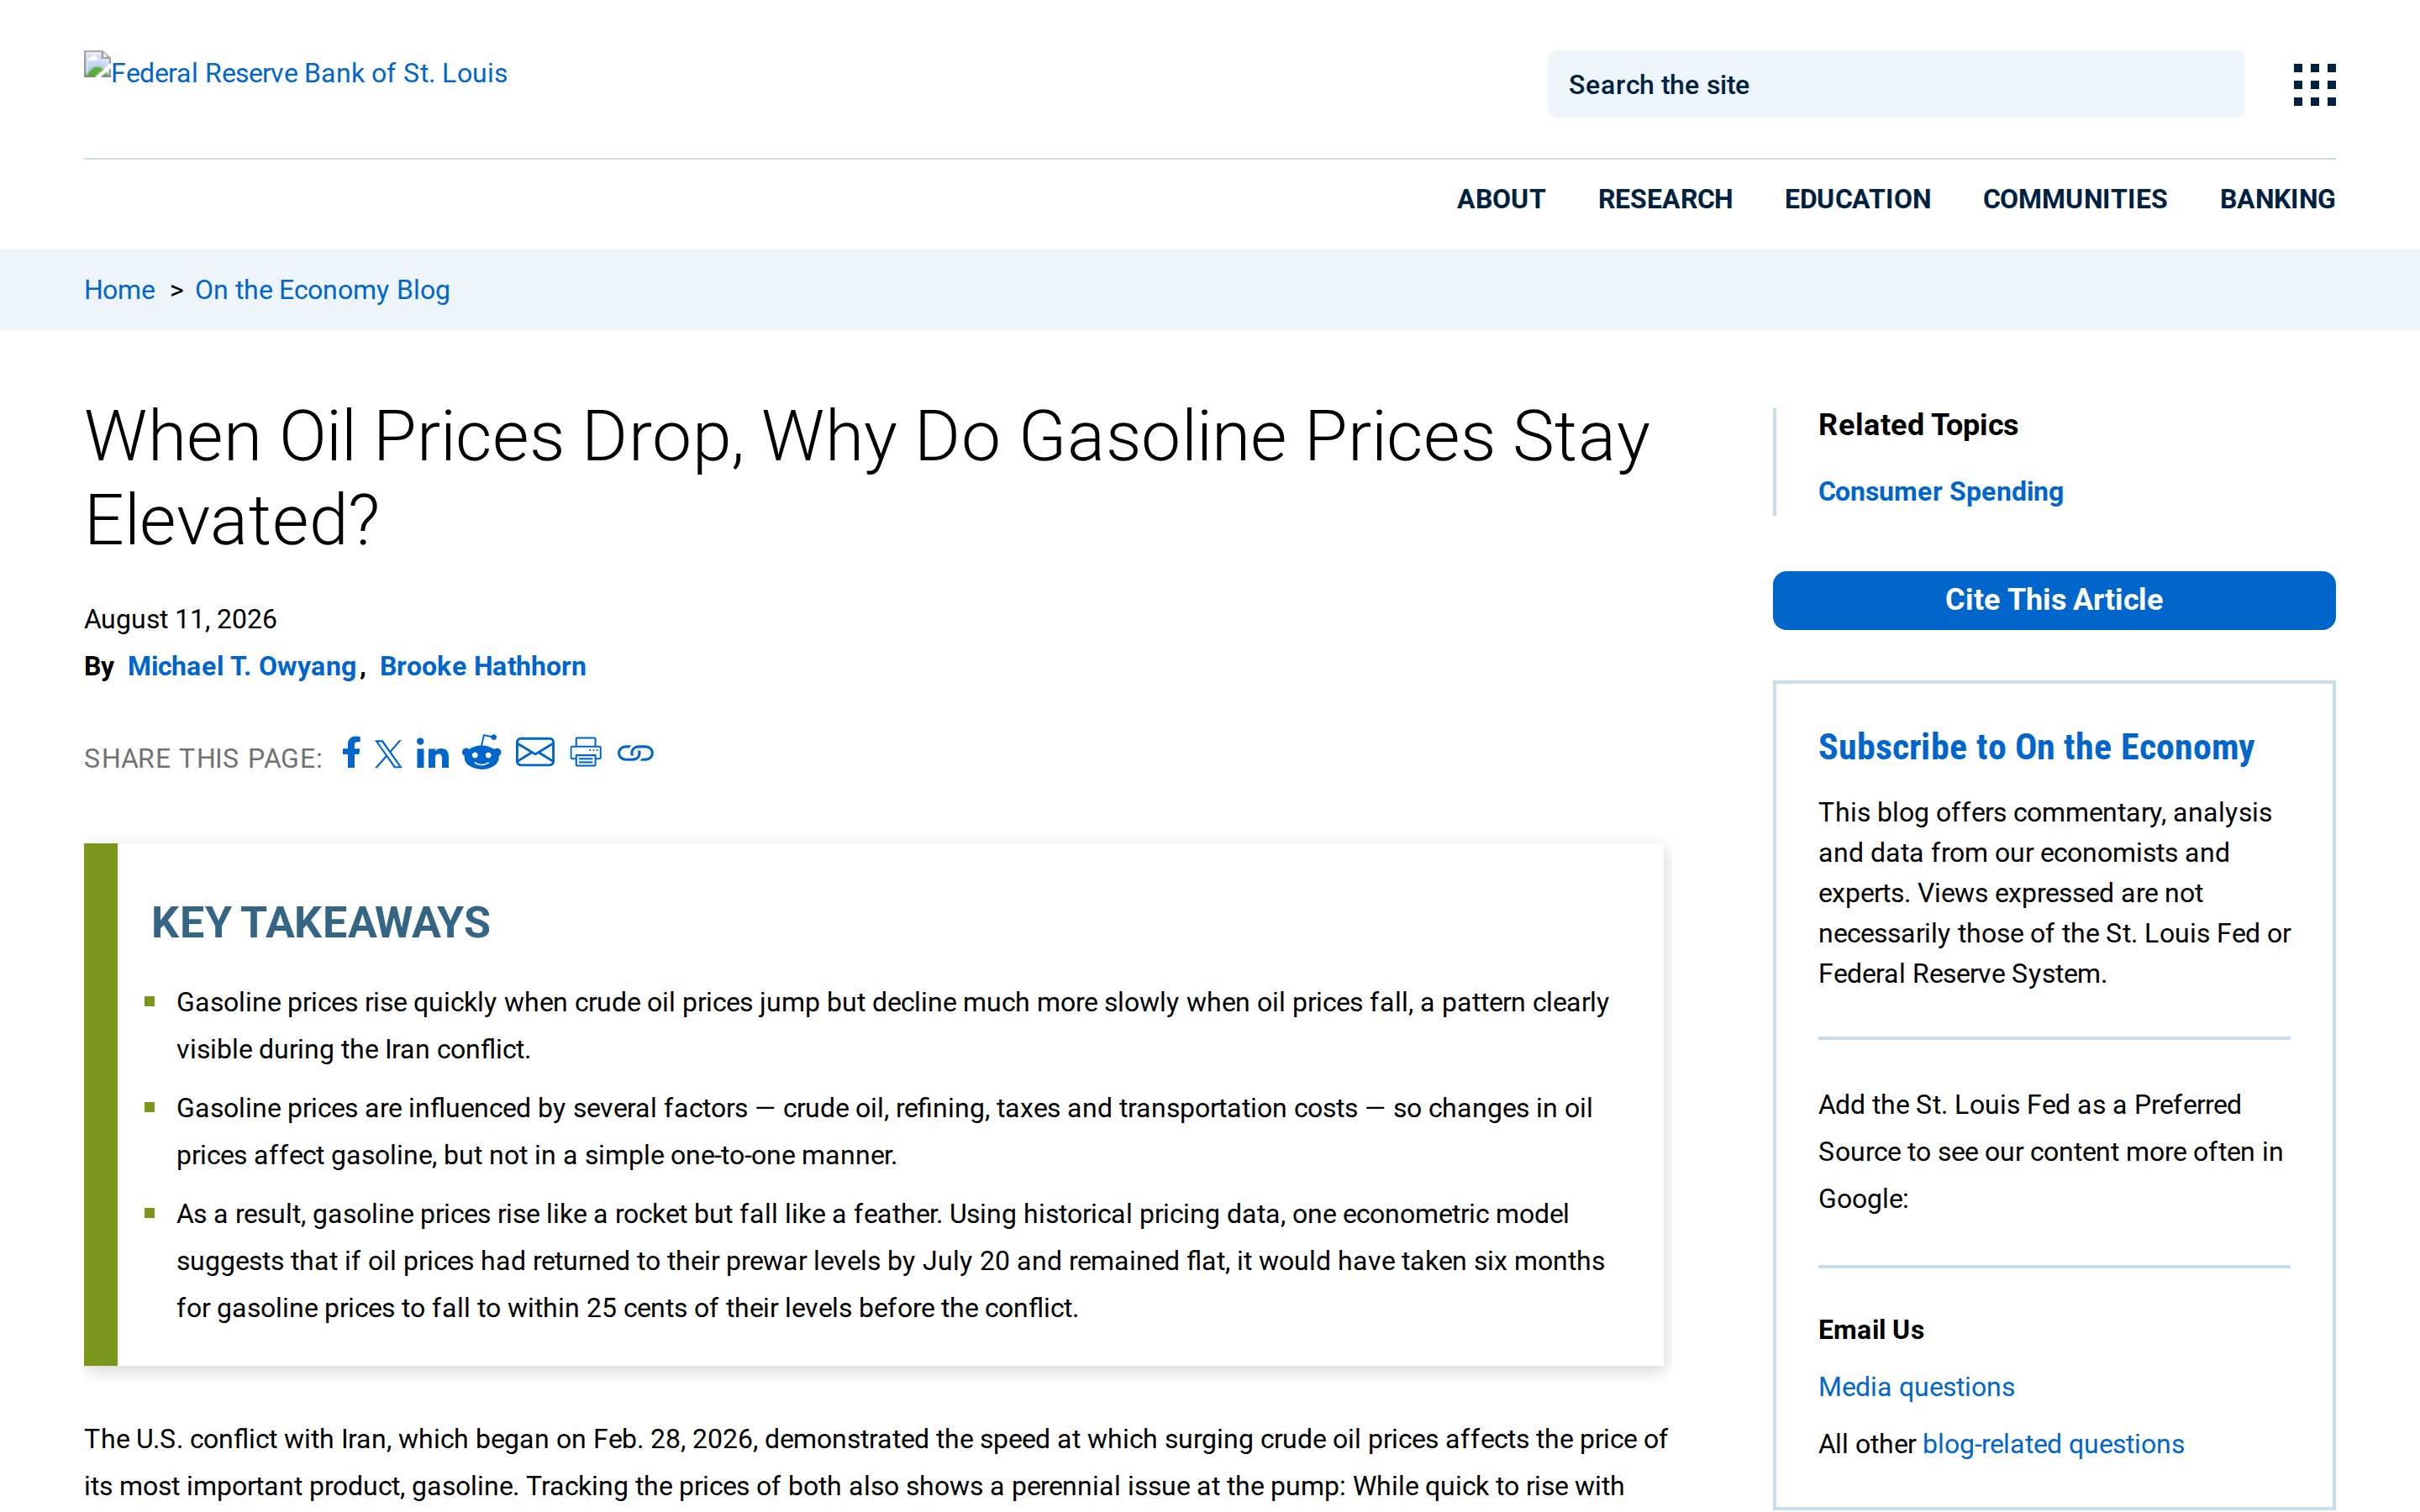 Federal Reserve Bank of St. Louis
Search the site
ABOUT RESEARCH EDUCATION COMMUNITIES BANKING
Home > On the Economy Blog
When Oil Prices Drop, Why Do Gasoline Prices Stay
Elevated?
August 11, 2026
By Michael T. Owyang, Brooke Hathhorn
SHARE THIS PAGE:
KEY TAKEAWAYS
Gasoline prices rise quickly when crude oil prices jump but decline much more slowly when oil prices fall, a pattern clearly
visible during the Iran conflict.
Gasoline prices are influenced by several factors — crude oil, refining, taxes and transportation costs — so changes in oil
prices affect gasoline, but not in a simple one-to-one manner.
As a result, gasoline prices rise like a rocket but fall like a feather. Using historical pricing data, one econometric model
suggests that if oil prices had returned to their prewar levels by July 20 and remained flat, it would have taken six months
for gasoline prices to fall to within 25 cents of their levels before the conflict.
The U.S. conflict with Iran, which began on Feb. 28, 2026, demonstrated the speed at which surging crude oil prices affects the price of
its most important product, gasoline. Tracking the prices of both also shows a perennial issue at the pump: While quick to rise with
Related Topics
Consumer Spending
Cite This Article
Subscribe to On the Economy
This blog offers commentary, analysis
and data from our economists and
experts. Views expressed are not
necessarily those of the St. Louis Fed or
Federal Reserve System.
Add the St. Louis Fed as a Preferred
Source to see our content more often in
Google:
Email Us
Media questions
All other blog-related questions